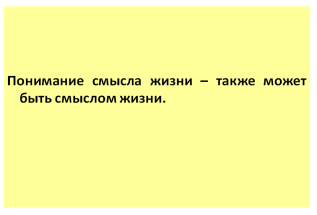 Понимание смысла жизни – также может
быть смыслом жизни.